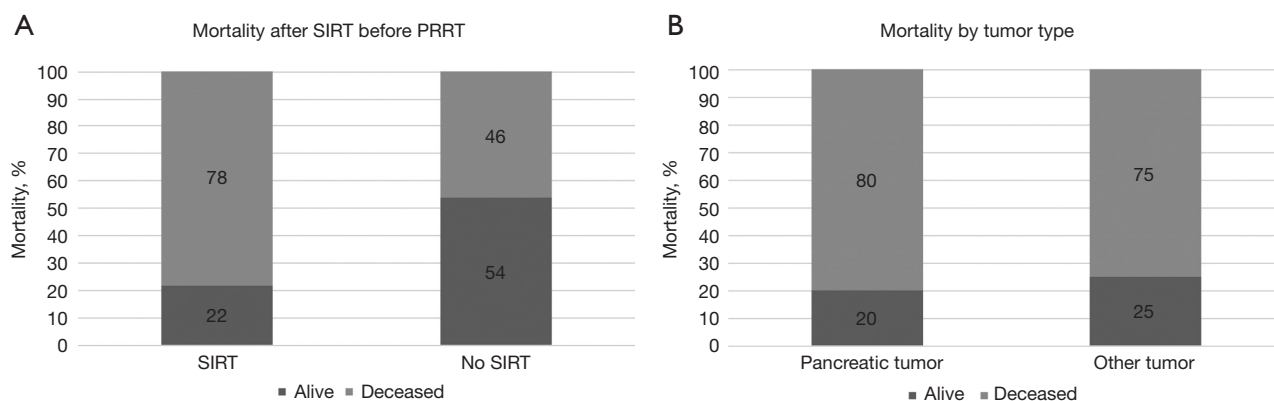 A
Mortality after SIRT before PRRT
Mortality, %
100
90
80
70
60
50
40
30
20
10
0
78
22
46
54
SIRT
No SIRT
Alive
Deceased
B
Mortality by tumor type
Mortality, %
100
90
80
70
60
50
40
30
20
10
0
80
20
75
25
Pancreatic tumor
Other tumor
Alive
Deceased